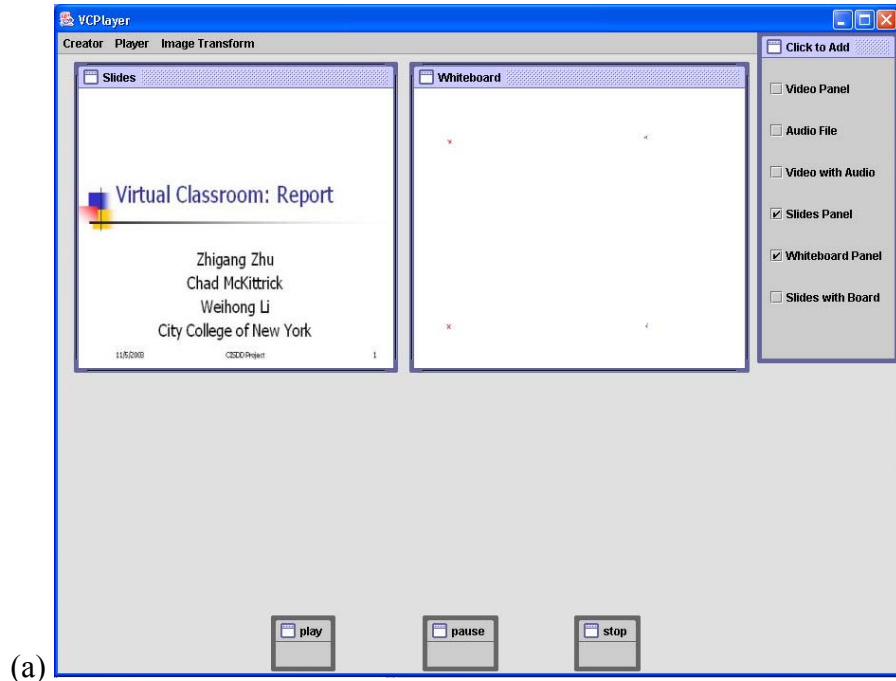 VCPlayer
Creator Player Image Transform
Slides
Virtual Classroom: Report
Zhigang Zhu
Chad McKittrick
Weihong Li
City College of New York
11/5/2003 CISDD Project 1
Whiteboard
x
x
Click to Add
Video Panel
Audio File
Video with Audio
Slides Panel
Whiteboard Panel
Slides with Board
play
pause
stop
(a)